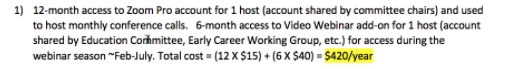 1) 12-month access to Zoom Pro account for 1 host (account shared by committee chairs) and used
to host monthly conference calls. 6-month access to Video Webinar add-on for 1 host (account
shared by Education Committee, Early Career Working Group, etc.) for access during the
webinar season ~Feb-July. Total cost = (12 X $15) + (6 X $40) = $420/year